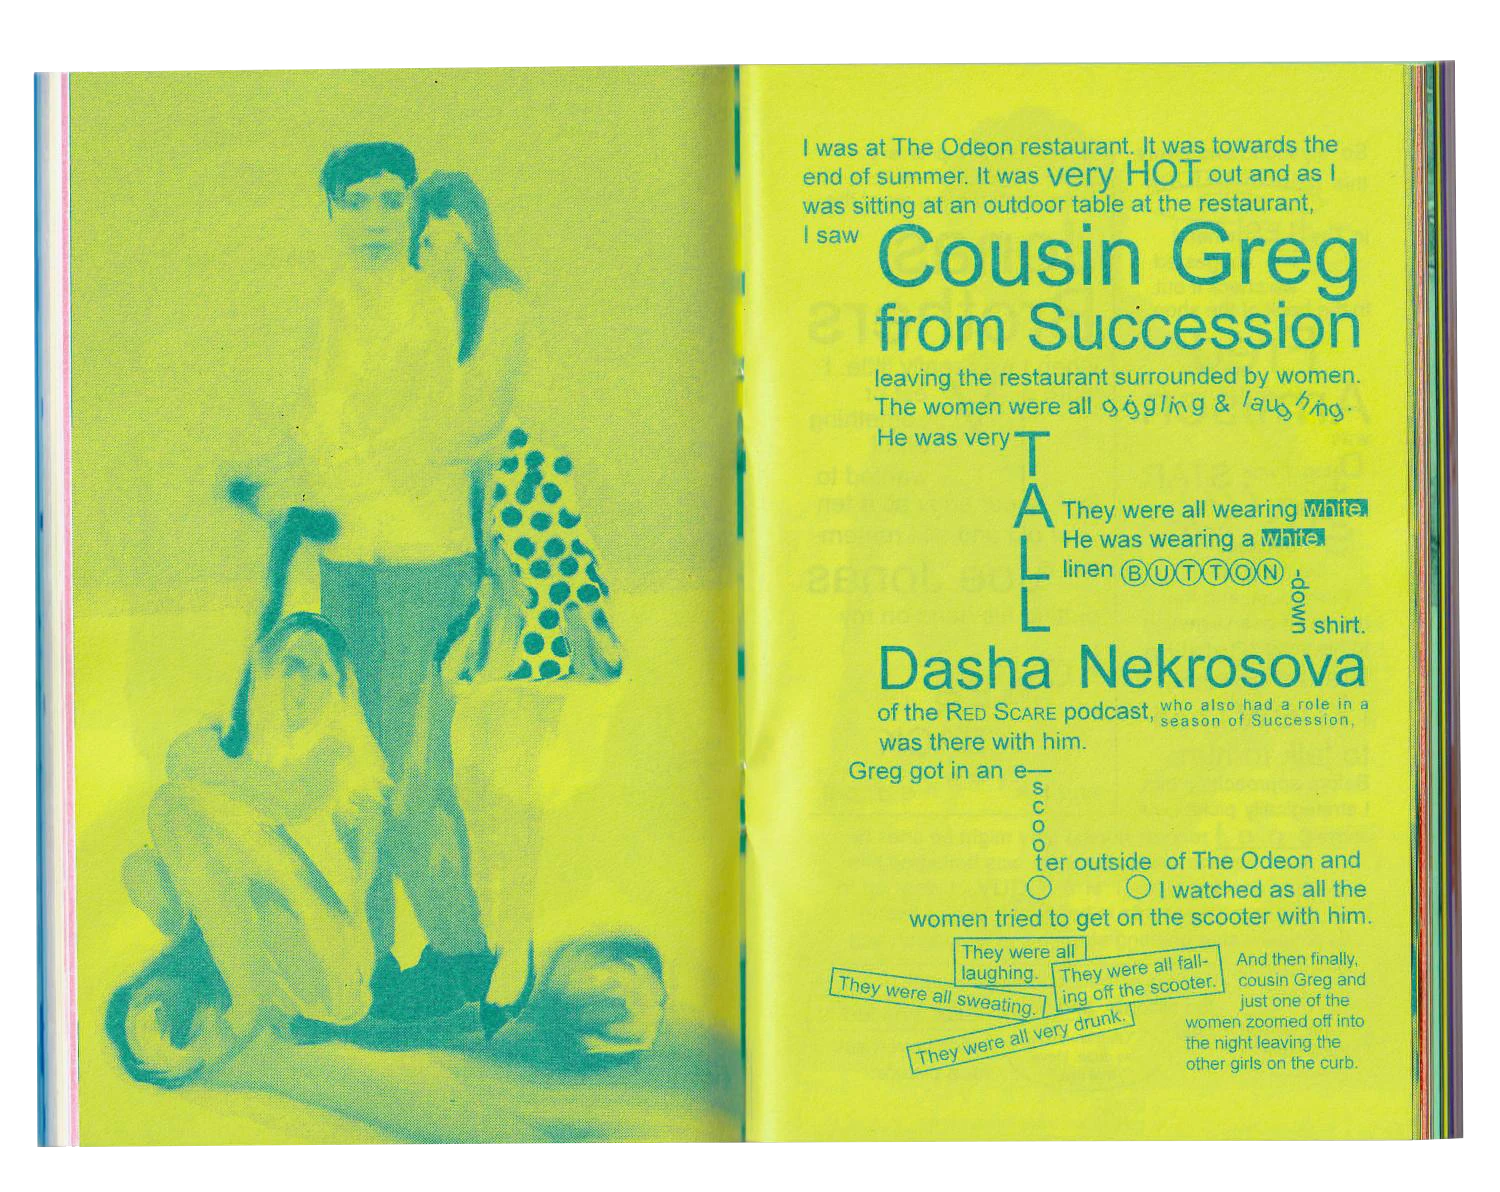 I was at The Odeon restaurant. It was towards the
end of summer. It was very HOT out and as I
was sitting at an outdoor table at the restaurant,
I saw Cousin Greg
from Succession
leaving the restaurant surrounded by women.
The women were all giggling & laughing.
He was very TALL
They were all wearing white.
He was wearing a white.
linen BUTTON-down shirt.
Dasha Nekrosova
of the RED SCARE podcast, who also had a role in a
season of Succession,
was there with him.
Greg got in an e—
s
c
o
o
ter outside of The Odeon and
I watched as all the
women tried to get on the scooter with him.
They were all
laughing.
They were all fall-
ing off the scooter.
They were all sweating.
They were all very drunk.
And then finally,
cousin Greg and
just one of the
women zoomed off into
the night leaving the
other girls on the curb.